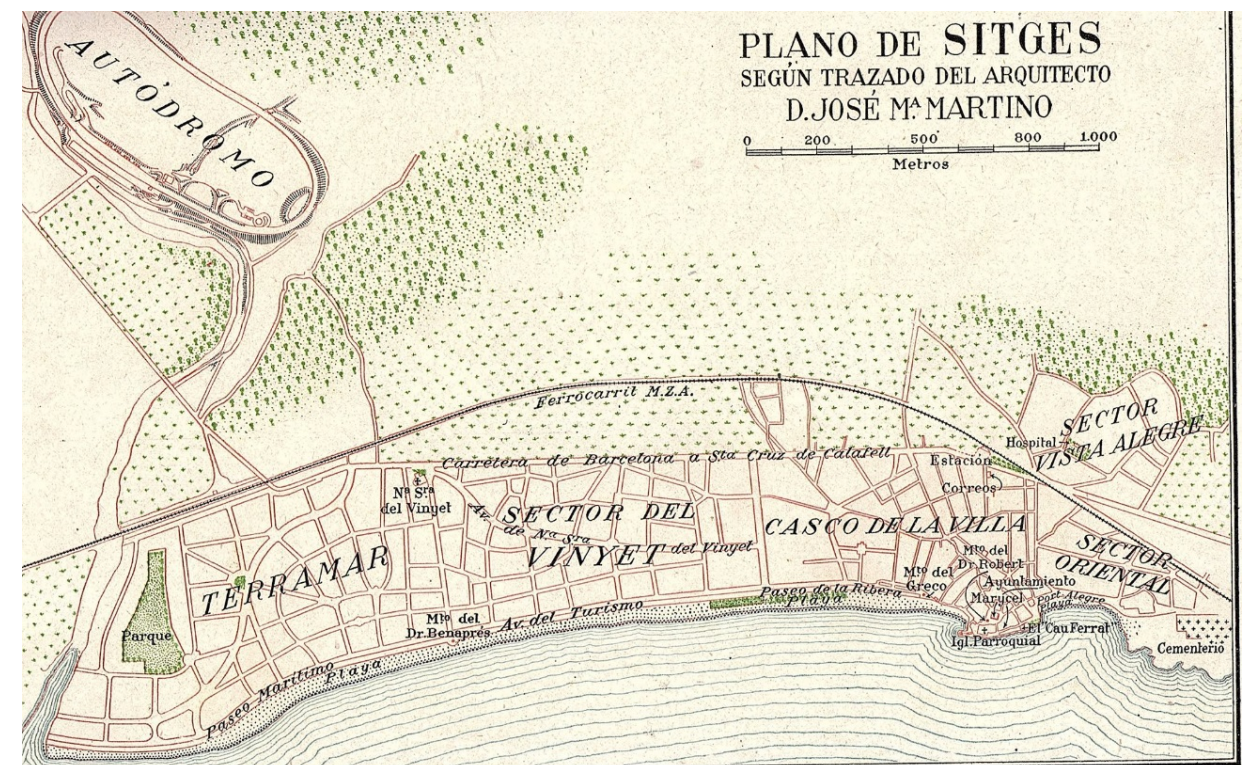 PLANO DE SITGES
SEGÚN TRAZADO DEL ARQUITECTO
D. JOSÉ Mª. MARTINO
0 200 500 800 1.000
Metros
AUTÓDROMO
Ferrocarril M.Z.A.
SECTOR
VISTA ALEGRE
Hospital
Carretera de Barcelona a Sta Cruz de Calafell
Estación
Correos
Nª Sra
del Vinyet
Av. de Nª Sra del Vinyet
SECTOR DEL
VINYET
CASCO DE LA VILLA
SECTOR
ORIENTAL
TERRAMAR
Mto del
Dr. Robert
Mto del
Greco
Ayuntamiento
Marycel
Port Alegre
Playa
Paseo de la Ribera
Playa
Parque
Mto del
Dr. Benaprés
Av. del Turismo
"El Cau Ferrat"
Igl. Parroquial
Cementerio
Paseo Marítimo
Playa